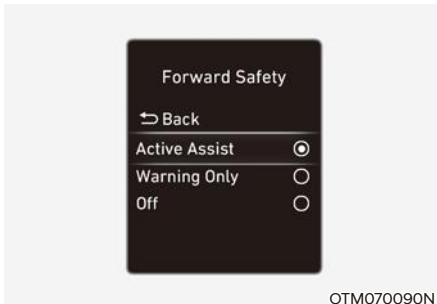 Forward Safety
Back
Active Assist
Warning Only
Off
OTM070090N